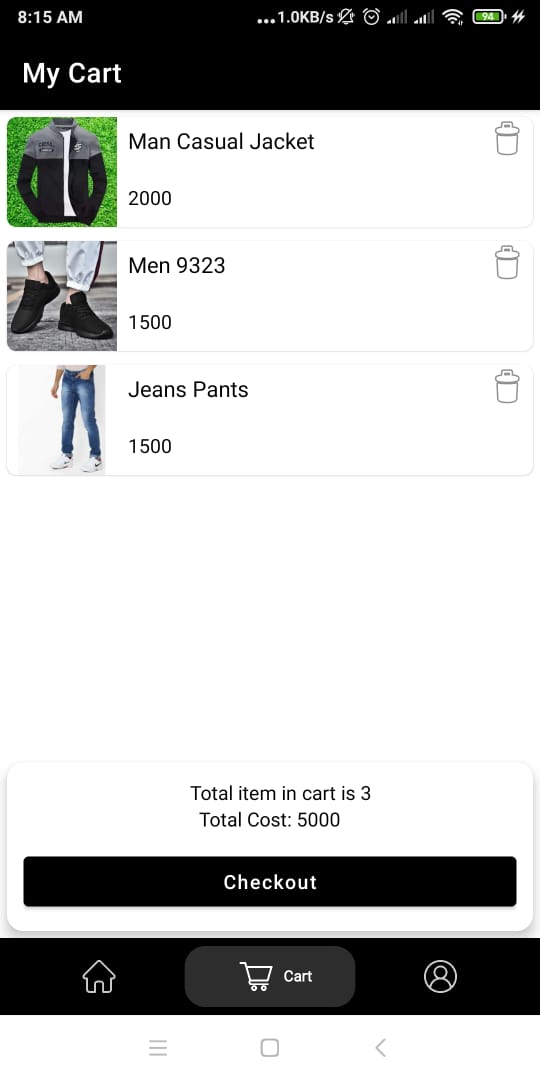 8:15 AM
...1.0KB/s
94
My Cart
Man Casual Jacket
2000
Men 9323
1500
Jeans Pants
1500
Total item in cart is 3
Total Cost: 5000
Checkout
Cart